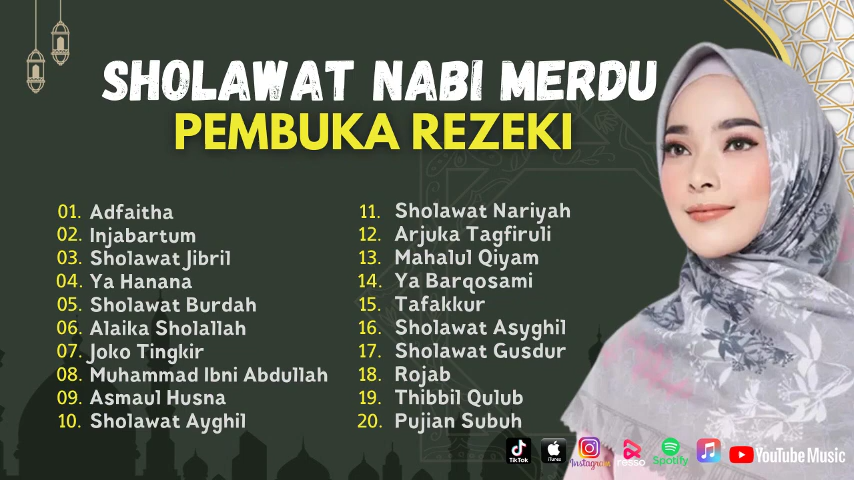 SHOLAWAT NABI MERDU
PEMBUKA REZEKI
01. Adfaitha
02. Injabartum
03. Sholawat Jibril
04. Ya Hanana
05. Sholawat Burdah
06. Alaika Sholallah
07. Joko Tingkir
08. Muhammad Ibni Abdullah
09. Asmaul Husna
10. Sholawat Ayghil
11. Sholawat Nariyah
12. Arjuka Tagfiruli
13. Mahalul Qiyam
14. Ya Barqosami
15. Tafakkur
16. Sholawat Asyghil
17. Sholawat Gusdur
18. Rojab
19. Thibbil Qulub
20. Pujian Subuh
TikTok
iTunes
Instagram
resso
Spotify
YouTube Music